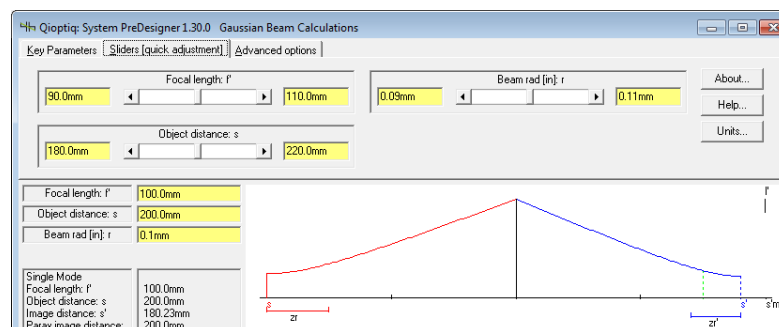 Qioptiq: System PreDesigner 1.30.0 Gaussian Beam Calculations
Key Parameters Sliders [quick adjustment] Advanced options
Focal length: f' Beam rad [in]: r About...
90.0mm 110.0mm 0.09mm 0.11mm
Help...
Object distance: s Units...
180.0mm 220.0mm
Focal length: f' 100.0mm
Object distance: s 200.0mm
Beam rad [in]: r 0.1mm
Single Mode
Focal length: f' 100.0mm
Object distance: s 200.0mm
Image distance: s' 180.23mm
Parax image distance: 200.0mm
s s' s'm
zr zr'